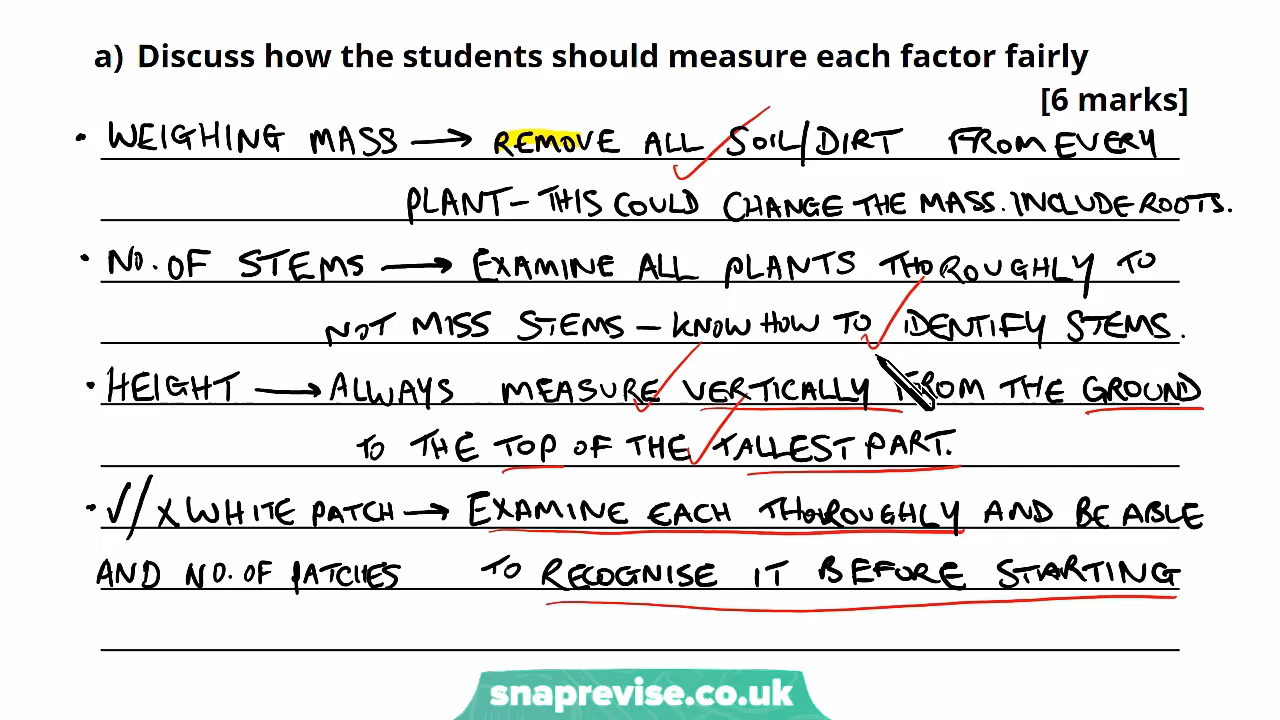 a) Discuss how the students should measure each factor fairly
[6 marks]
• WEIGHING MASS → REMOVE ALL SOIL/DIRT FROM EVERY
PLANT - THIS COULD CHANGE THE MASS. INCLUDE ROOTS.
• NO. OF STEMS → EXAMINE ALL PLANTS THOROUGHLY TO
NOT MISS STEMS - KNOW HOW TO IDENTIFY STEMS.
• HEIGHT → ALWAYS MEASURE VERTICALLY FROM THE GROUND
TO THE TOP OF THE TALLEST PART.
• ✓/X WHITE PATCH → EXAMINE EACH THOROUGHLY AND BE ABLE
AND NO. OF PATCHES TO RECOGNISE IT BEFORE STARTING
snaprevise.co.uk